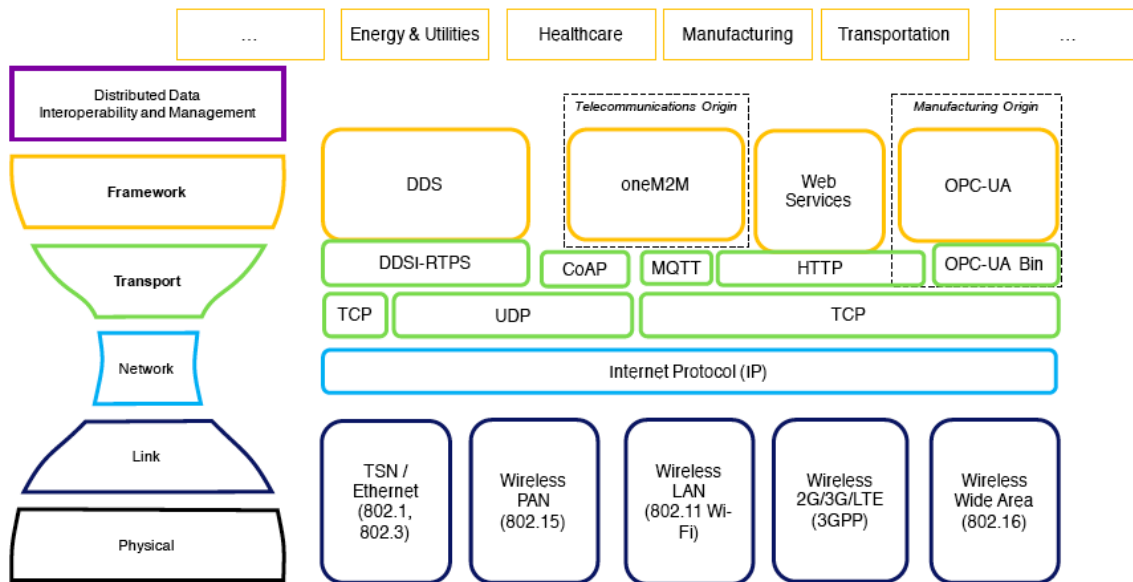 ...
Energy & Utilities
Healthcare
Manufacturing
Transportation
...
Distributed Data
Interoperability and Management
Telecommunications Origin
Manufacturing Origin
Framework
DDS
oneM2M
Web
Services
OPC-UA
Transport
DDSI-RTPS
CoAP
MQTT
HTTP
OPC-UA Bin
TCP
UDP
TCP
Network
Internet Protocol (IP)
Link
TSN /
Ethernet
(802.1,
802.3)
Wireless
PAN
(802.15)
Wireless
LAN
(802.11 Wi-
Fi)
Wireless
2G/3G/LTE
(3GPP)
Wireless
Wide Area
(802.16)
Physical